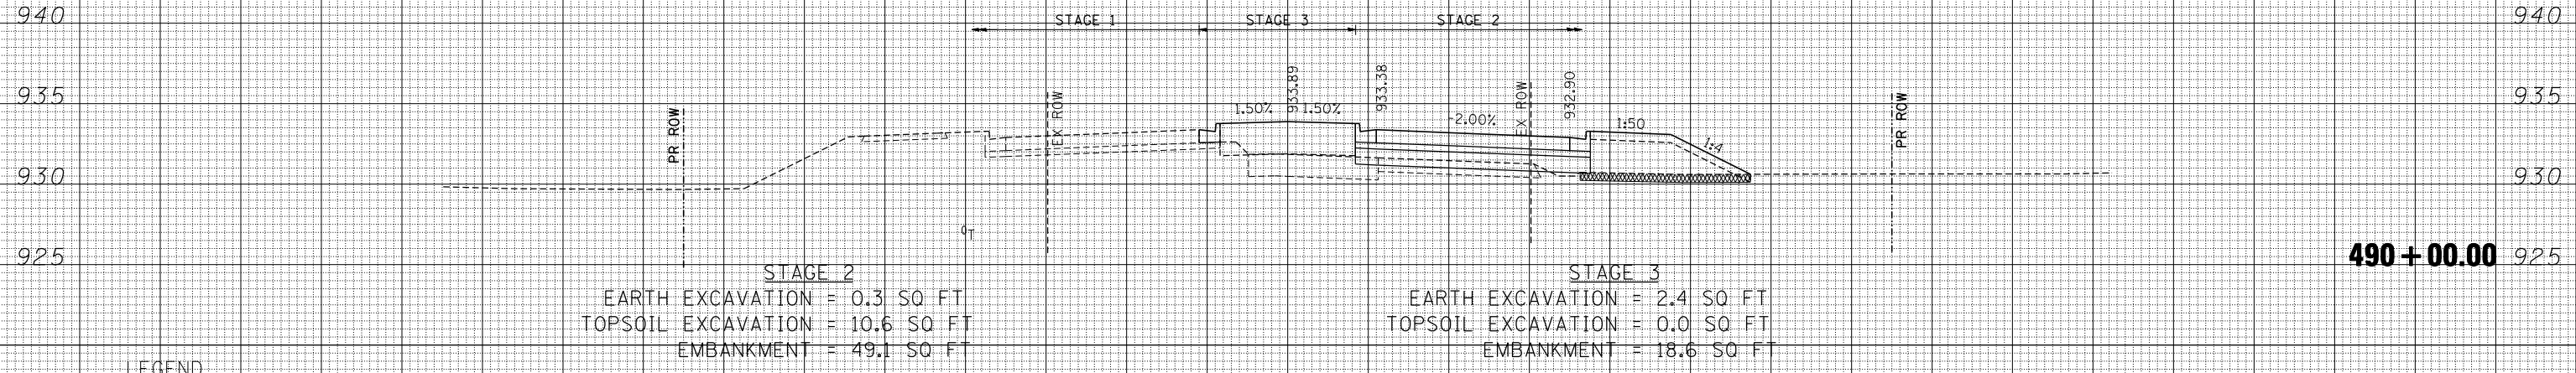 940 STAGE 1 STAGE 3 STAGE 2 940
935 PR ROW EX ROW 1.50% 933.89 1.50% 933.38 -2.00% EX ROW 932.90 1:50 1:4 PR ROW 935
930 930
0T
925 490+00.00 925
STAGE 2
EARTH EXCAVATION = 0.3 SQ FT
TOPSOIL EXCAVATION = 10.6 SQ FT
EMBANKMENT = 49.1 SQ FT
STAGE 3
EARTH EXCAVATION = 2.4 SQ FT
TOPSOIL EXCAVATION = 0.0 SQ FT
EMBANKMENT = 18.6 SQ FT
LEGEND